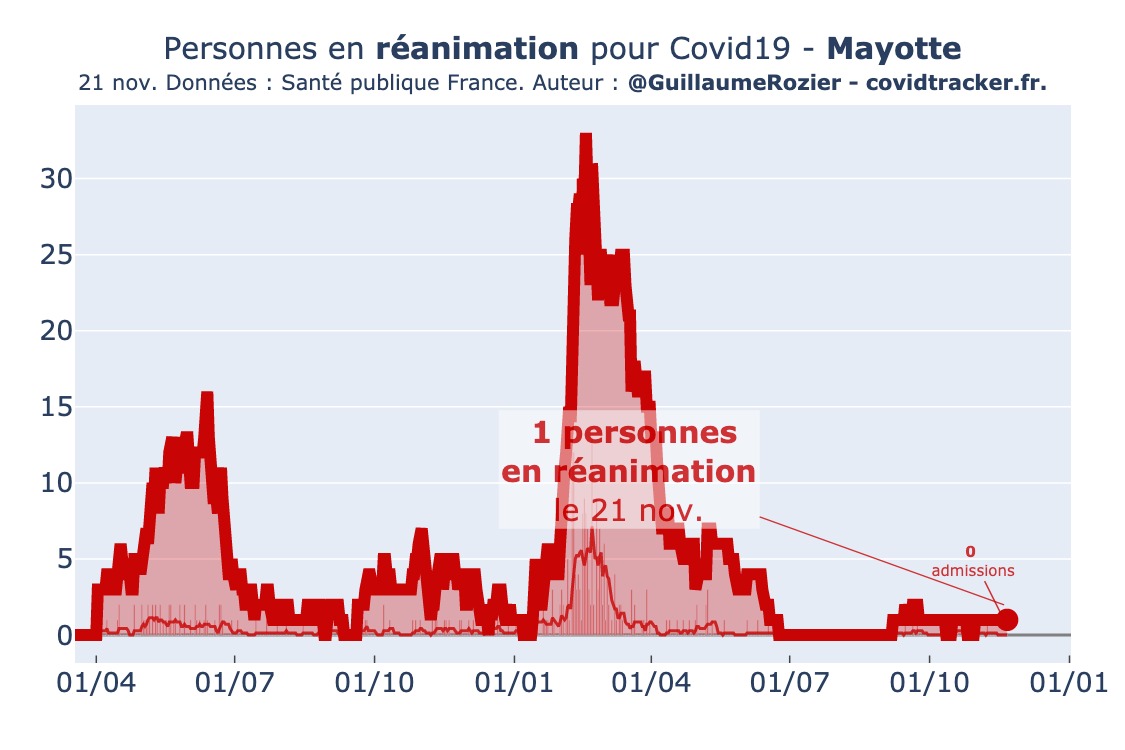 Personnes en réanimation pour Covid19 - Mayotte
21 nov. Données : Santé publique France. Auteur : @GuillaumeRozier - covidtracker.fr.
30
25
20
15
10
5
0
1 personnes
en réanimation
le 21 nov.
0
admissions
01/04
01/07
01/10
01/01
01/04
01/07
01/10
01/01